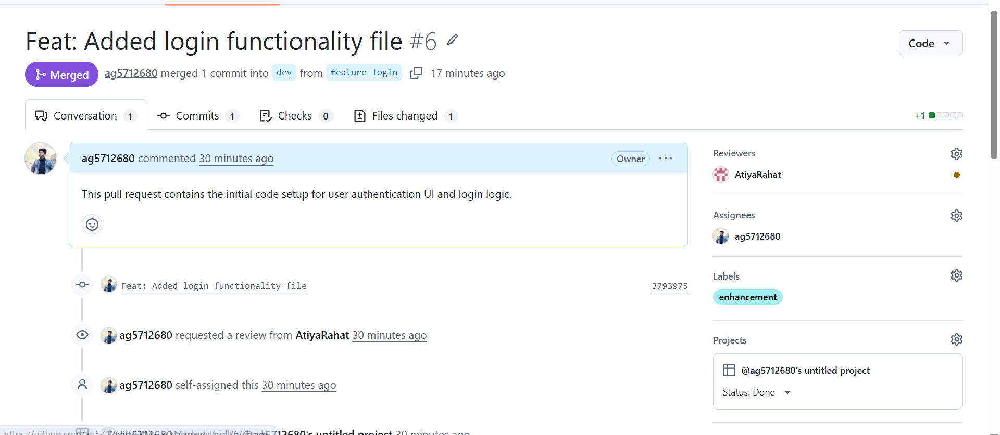 Feat: Added login functionality file #6
Code
Merged
ag5712680 merged 1 commit into dev from feature-login 17 minutes ago
Conversation 1
Commits 1
Checks 0
Files changed 1
+1
ag5712680 commented 30 minutes ago
Owner
This pull request contains the initial code setup for user authentication UI and login logic.
Feat: Added login functionality file
3793975
ag5712680 requested a review from AtiyaRahat 30 minutes ago
ag5712680 self-assigned this 30 minutes ago
12680's untitled project 30 minutes ago
Reviewers
AtiyaRahat
Assignees
ag5712680
Labels
enhancement
Projects
@ag5712680's untitled project
Status: Done